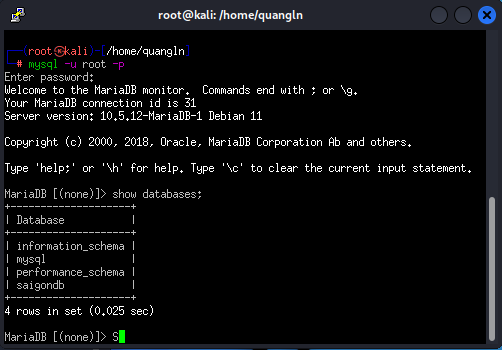 root@kali: /home/quangln
┌──(root㉿kali)-[/home/quangln]
└─# mysql -u root -p
Enter password:
Welcome to the MariaDB monitor.  Commands end with ; or \g.
Your MariaDB connection id is 31
Server version: 10.5.12-MariaDB-1 Debian 11

Copyright (c) 2000, 2018, Oracle, MariaDB Corporation Ab and others.

Type 'help;' or '\h' for help. Type '\c' to clear the current input statement.

MariaDB [(none)]> show databases;
+--------------------+
| Database           |
+--------------------+
| information_schema |
| mysql              |
| performance_schema |
| saigondb           |
+--------------------+
4 rows in set (0.025 sec)

MariaDB [(none)]> S